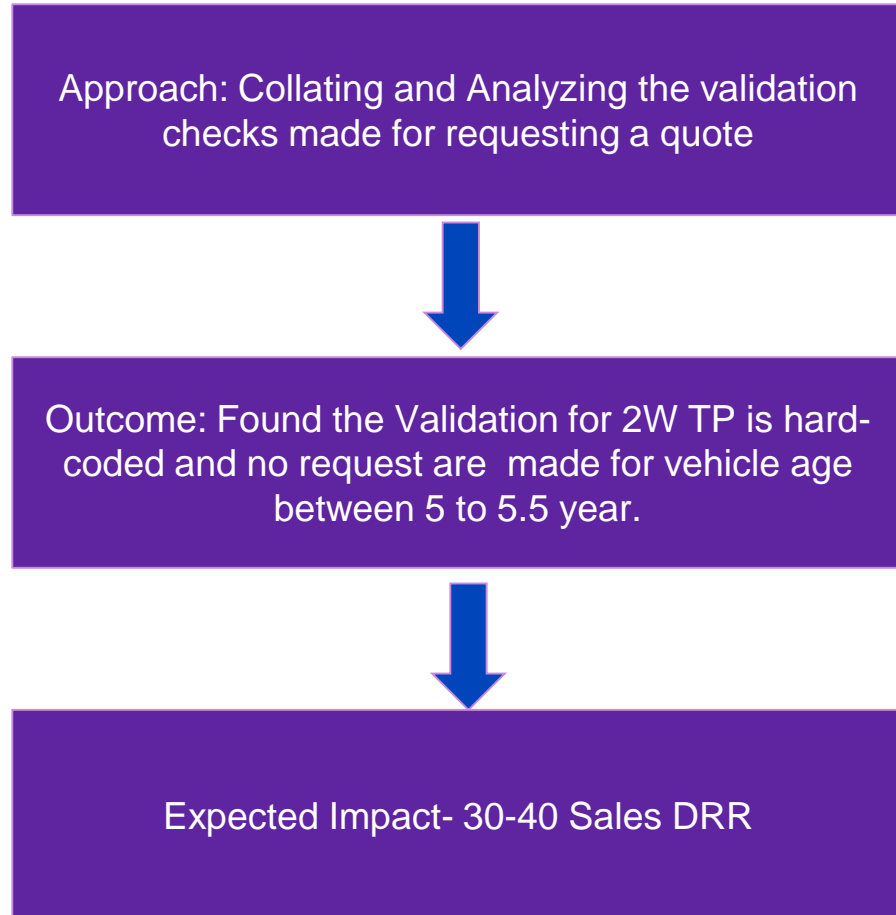 Approach: Collating and Analyzing the validation
checks made for requesting a quote
Outcome: Found the Validation for 2W TP is hard-
coded and no request are  made for vehicle age
between 5 to 5.5 year.
Expected Impact- 30-40 Sales DRR